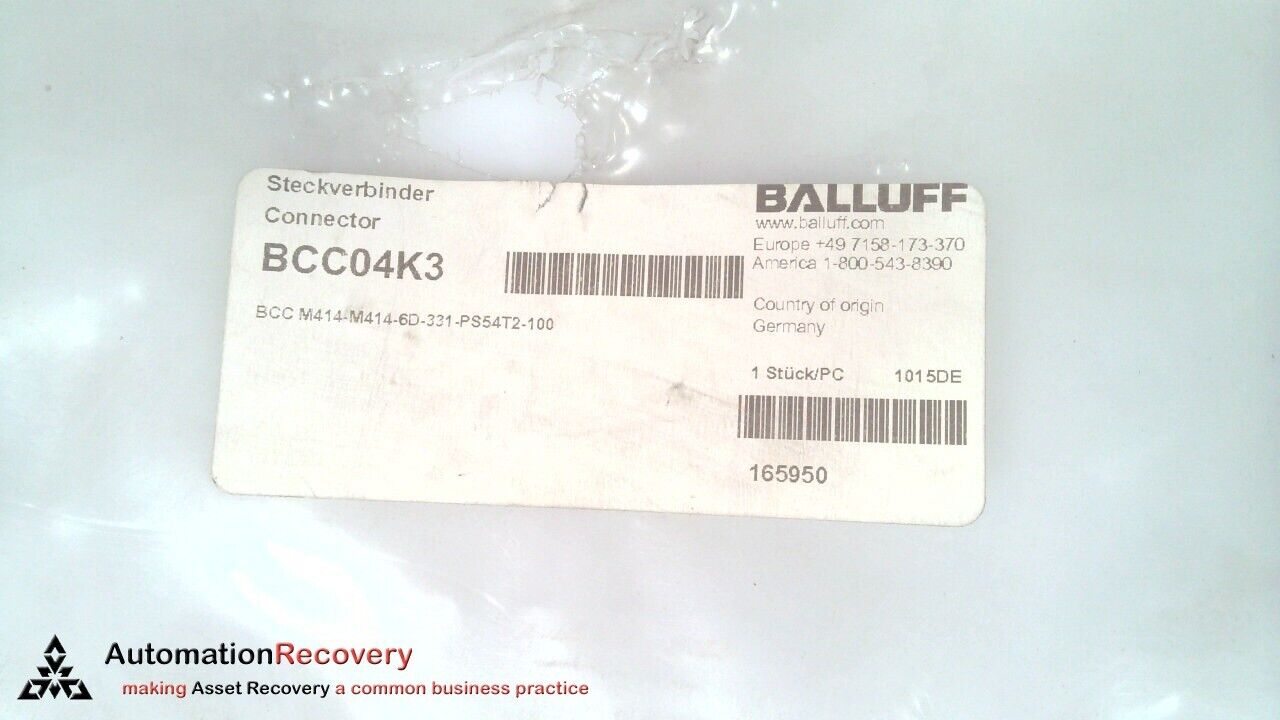 Steckverbinder
Connector
BCC04K3
BCC M414-M414-6D-331-PS54T2-100
BALLUFF
www.balluff.com
Europe +49 7158-173-370
America 1-800-543-8390
Country of origin
Germany
1 Stück/PC 1015DE
165950
AutomationRecovery
making Asset Recovery a common business practice